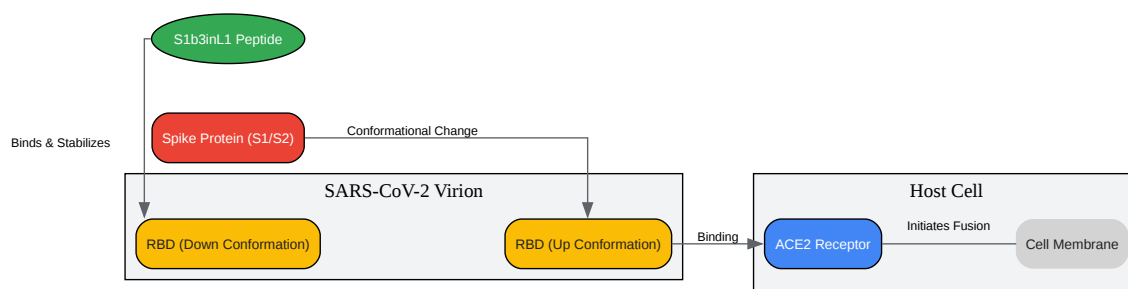 S1b3inL1 Peptide
Spike Protein (S1/S2)
Conformational Change
Binds & Stabilizes
SARS-CoV-2 Virion
Host Cell
RBD (Down Conformation)
RBD (Up Conformation)
Binding
ACE2 Receptor
Initiates Fusion
Cell Membrane